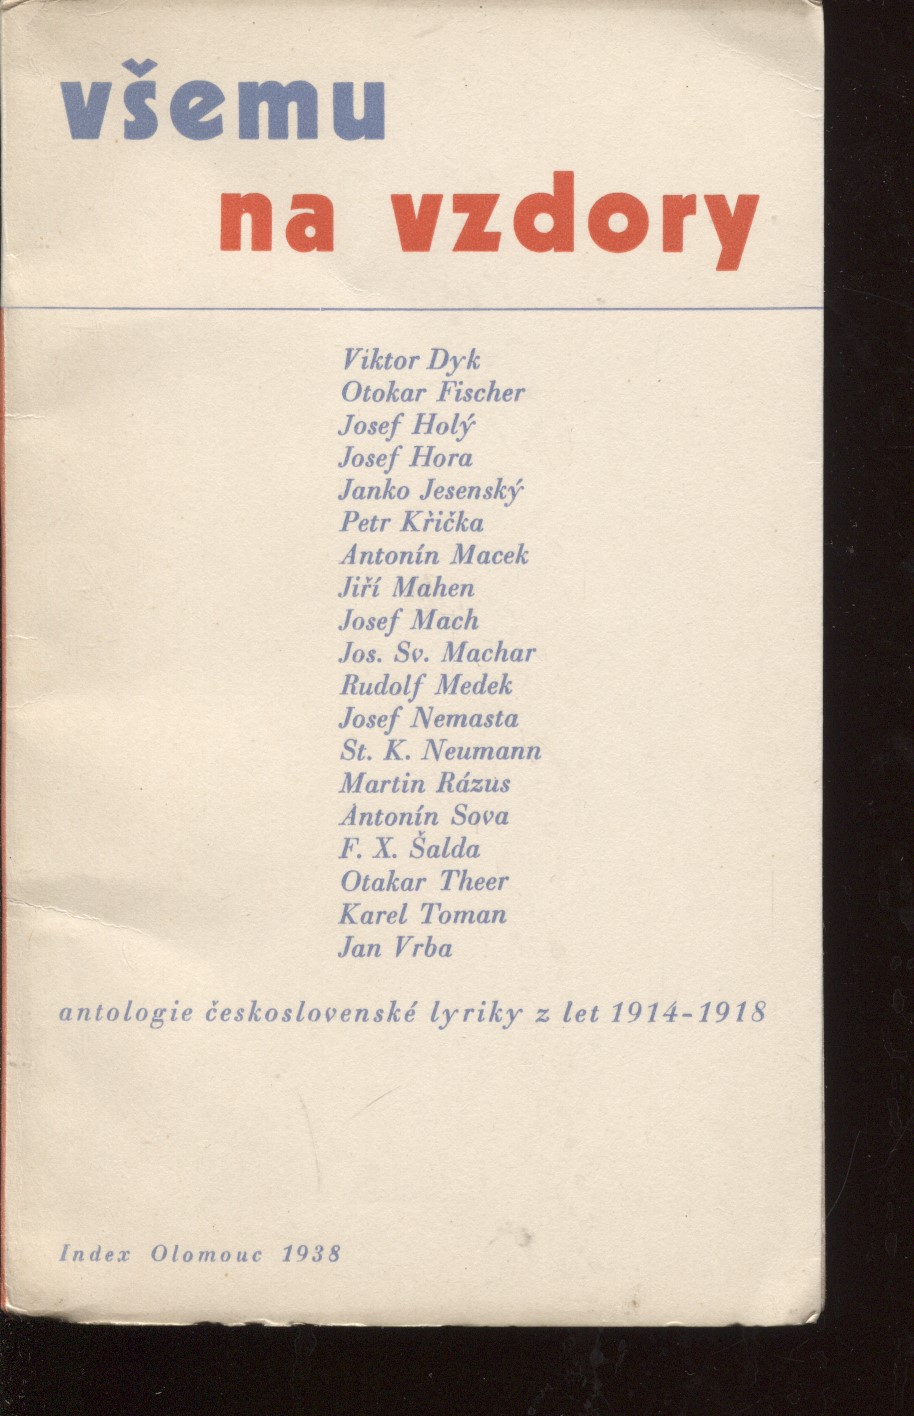 všemu
na vzdory
Viktor Dyk
Otokar Fischer
Josef Holý
Josef Hora
Janko Jesenský
Petr Křička
Antonín Macek
Jiří Mahen
Josef Mach
Jos. Sv. Machar
Rudolf Medek
Josef Nemasta
St. K. Neumann
Martin Rázus
Antonín Sova
F. X. Šalda
Otakar Theer
Karel Toman
Jan Vrba
antologie československé lyriky z let 1914-1918
Index Olomouc 1938